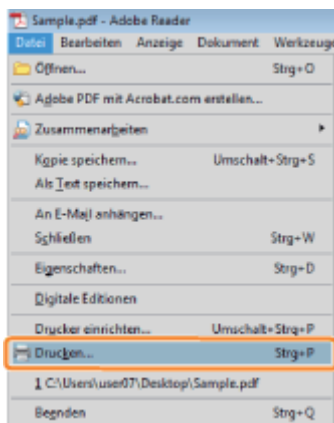 Sample.pdf - Adobe Reader
Datei Bearbeiten Anzeige Dokument Werkzeuge
Öffnen... Strg+O
Adobe PDF mit Acrobat.com erstellen...
Zusammenarbeiten
Kopie speichern... Umschalt+Strg+S
Als Text speichern...
An E-Mail anhängen...
Schließen Strg+W
Eigenschaften... Strg+D
Digitale Editionen
Drucker einrichten... Umschalt+Strg+P
Drucken... Strg+P
1 C:\Users\user07\Desktop\Sample.pdf
Beenden Strg+Q